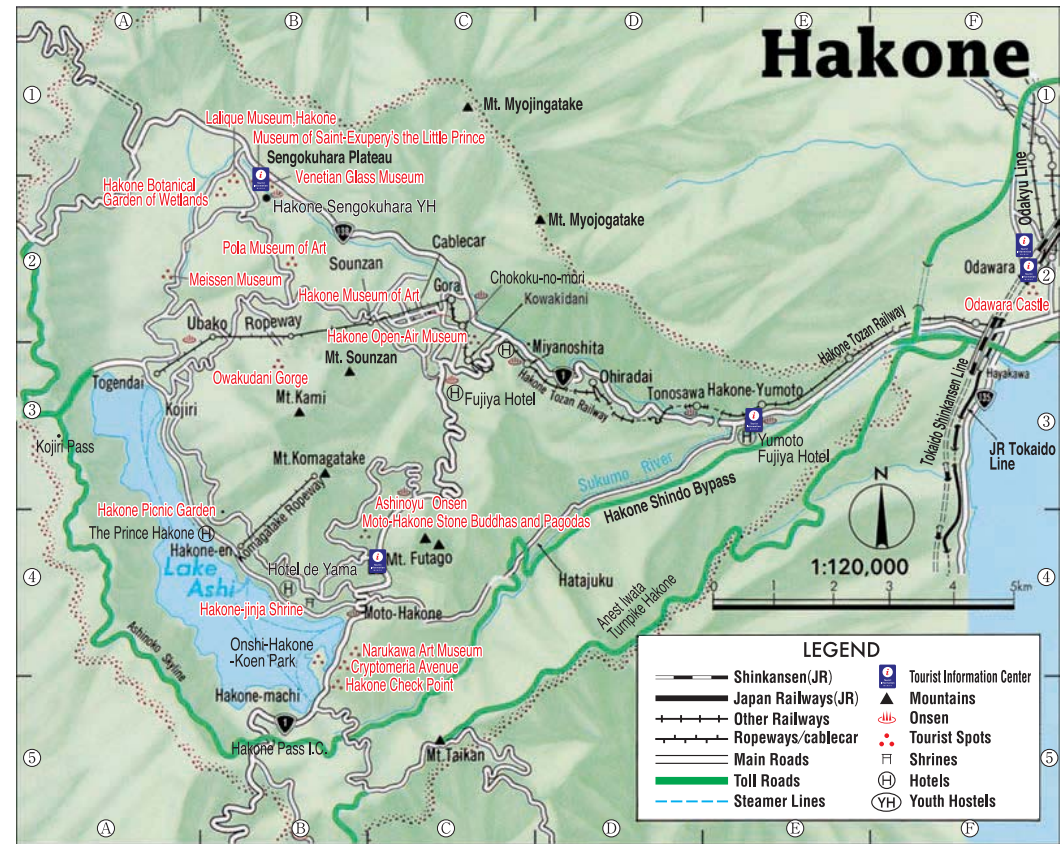 Ⓐ Ⓑ Ⓒ Ⓓ Ⓔ Ⓕ
Hakone
① ①
Mt. Myojingatake
Lalique Museum,Hakone
Museum of Saint-Exupery's the Little Prince
Sengokuhara Plateau
Venetian Glass Museum
Hakone Botanical
Garden of Wetlands
Hakone Sengokuhara YH
Odakyu Line
Mt. Myojogatake
138
Cablecar
Pola Museum of Art
Sounzan
② ②
Odawara
Chokoku-no-mori
Meissen Museum
Gora
Hakone Museum of Art
Kowakidani
Odawara Castle
Ubako Ropeway
Hakone Open-Air Museum
Hakone Tozan Railway
Miyanoshita
Mt. Sounzan
Owakudani Gorge
1
Ohiradai
Hayakawa
Togendai
Hakone Tozan Railway
Tonosawa
Hakone-Yumoto
Fujiya Hotel
135
Mt.Kami
Kojiri
③ ③
Kojiri Pass
Yumoto
Fujiya Hotel
Tokaido Shinkansen Line
JR Tokaido
Line
Mt.Komagatake
Sukumo River
N
Komagatake Ropeway
Hakone Shindo Bypass
Ashinoyu Onsen
Hakone Picnic Garden
Moto-Hakone Stone Buddhas and Pagodas
The Prince Hakone
Hakone-en
Mt. Futago
Hotel de Yama
1:120,000
④ ④
Lake
Ashi
Hatajuku
0 1 2 3 4 5km
Anest Iwata
Turnpike Hakone
Hakone-jinja Shrine
Moto-Hakone
Ashinoko Skyline
Onshi-Hakone
-Koen Park
Narukawa Art Museum
Cryptomeria Avenue
Hakone Check Point
Hakone-machi
1
Hakone Pass I.C.
Mt.Taikan
⑤ ⑤
LEGEND
Shinkansen(JR)
Japan Railways(JR)
Other Railways
Ropeways/cablecar
Main Roads
Toll Roads
Steamer Lines
Tourist Information Center
Mountains
Onsen
Tourist Spots
Shrines
Ⓗ Hotels
YH Youth Hostels
Ⓐ Ⓑ Ⓒ Ⓓ Ⓔ Ⓕ